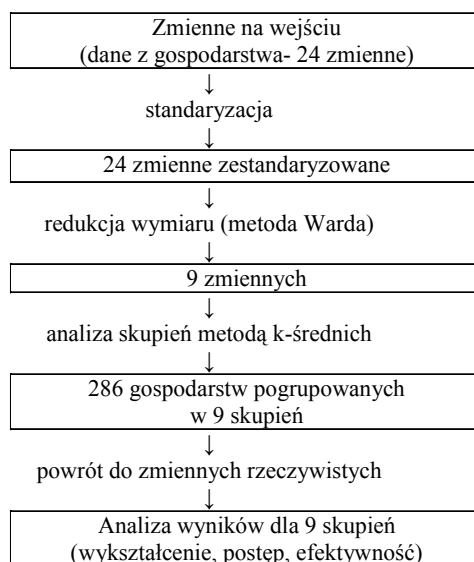 Zmienne na wejściu
(dane z gospodarstwa- 24 zmienne)
↓
standaryzacja
↓
24 zmienne zestandaryzowane
↓
redukcja wymiaru (metoda Warda)
↓
9 zmiennych
↓
analiza skupień metodą k-średnich
↓
286 gospodarstw pogrupowanych
w 9 skupień
↓
powrót do zmiennych rzeczywistych
↓
Analiza wyników dla 9 skupień
(wykształcenie, postęp, efektywność)